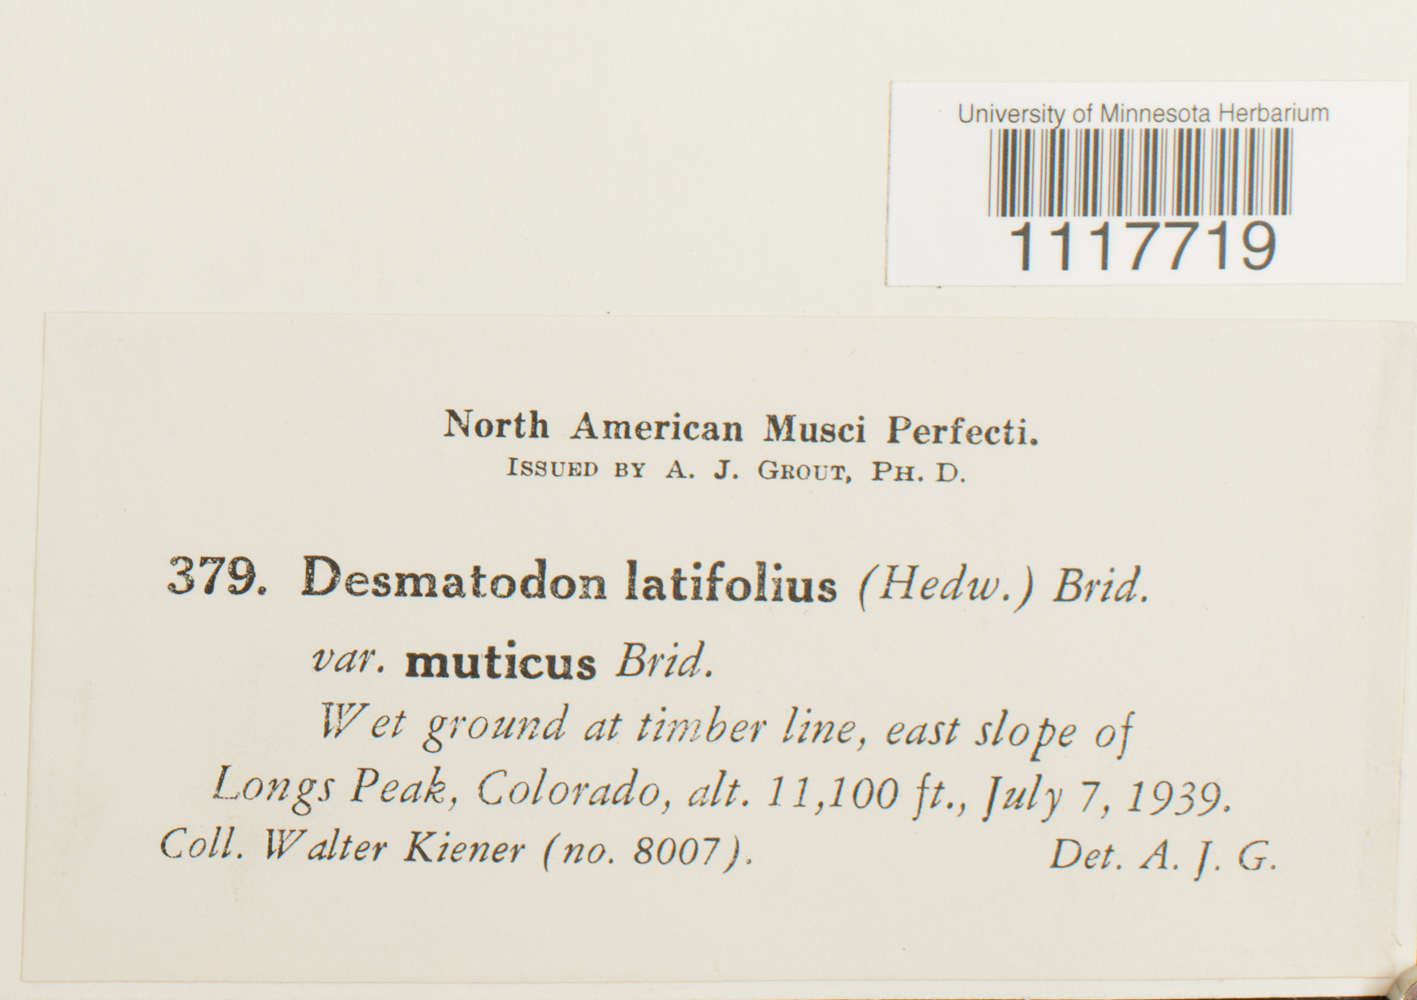 University of Minnesota Herbarium
1117719
North American Musci Perfecti.
Issued by A. J. Grout, Ph. D.
379. Desmatodon latifolius (Hedw.) Brid.
var. muticus Brid.
Wet ground at timber line, east slope of
Longs Peak, Colorado, alt. 11,100 ft., July 7, 1939.
Coll. Walter Kiener (no. 8007). Det. A. J. G.